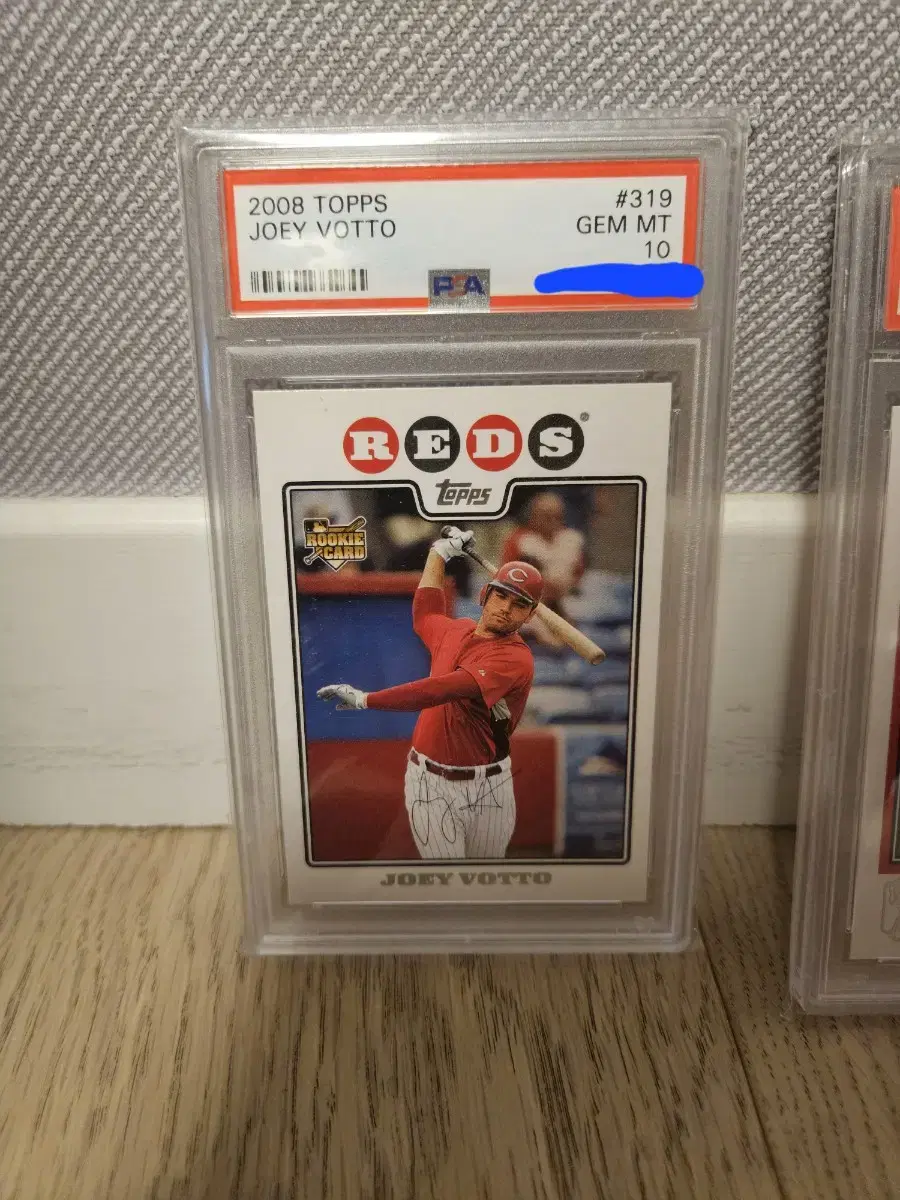 2008 TOPPS #319
JOEY VOTTO GEM MT
10
PSA
REDS®
Topps
ROOKIE
CARD
C
JOEY VOTTO